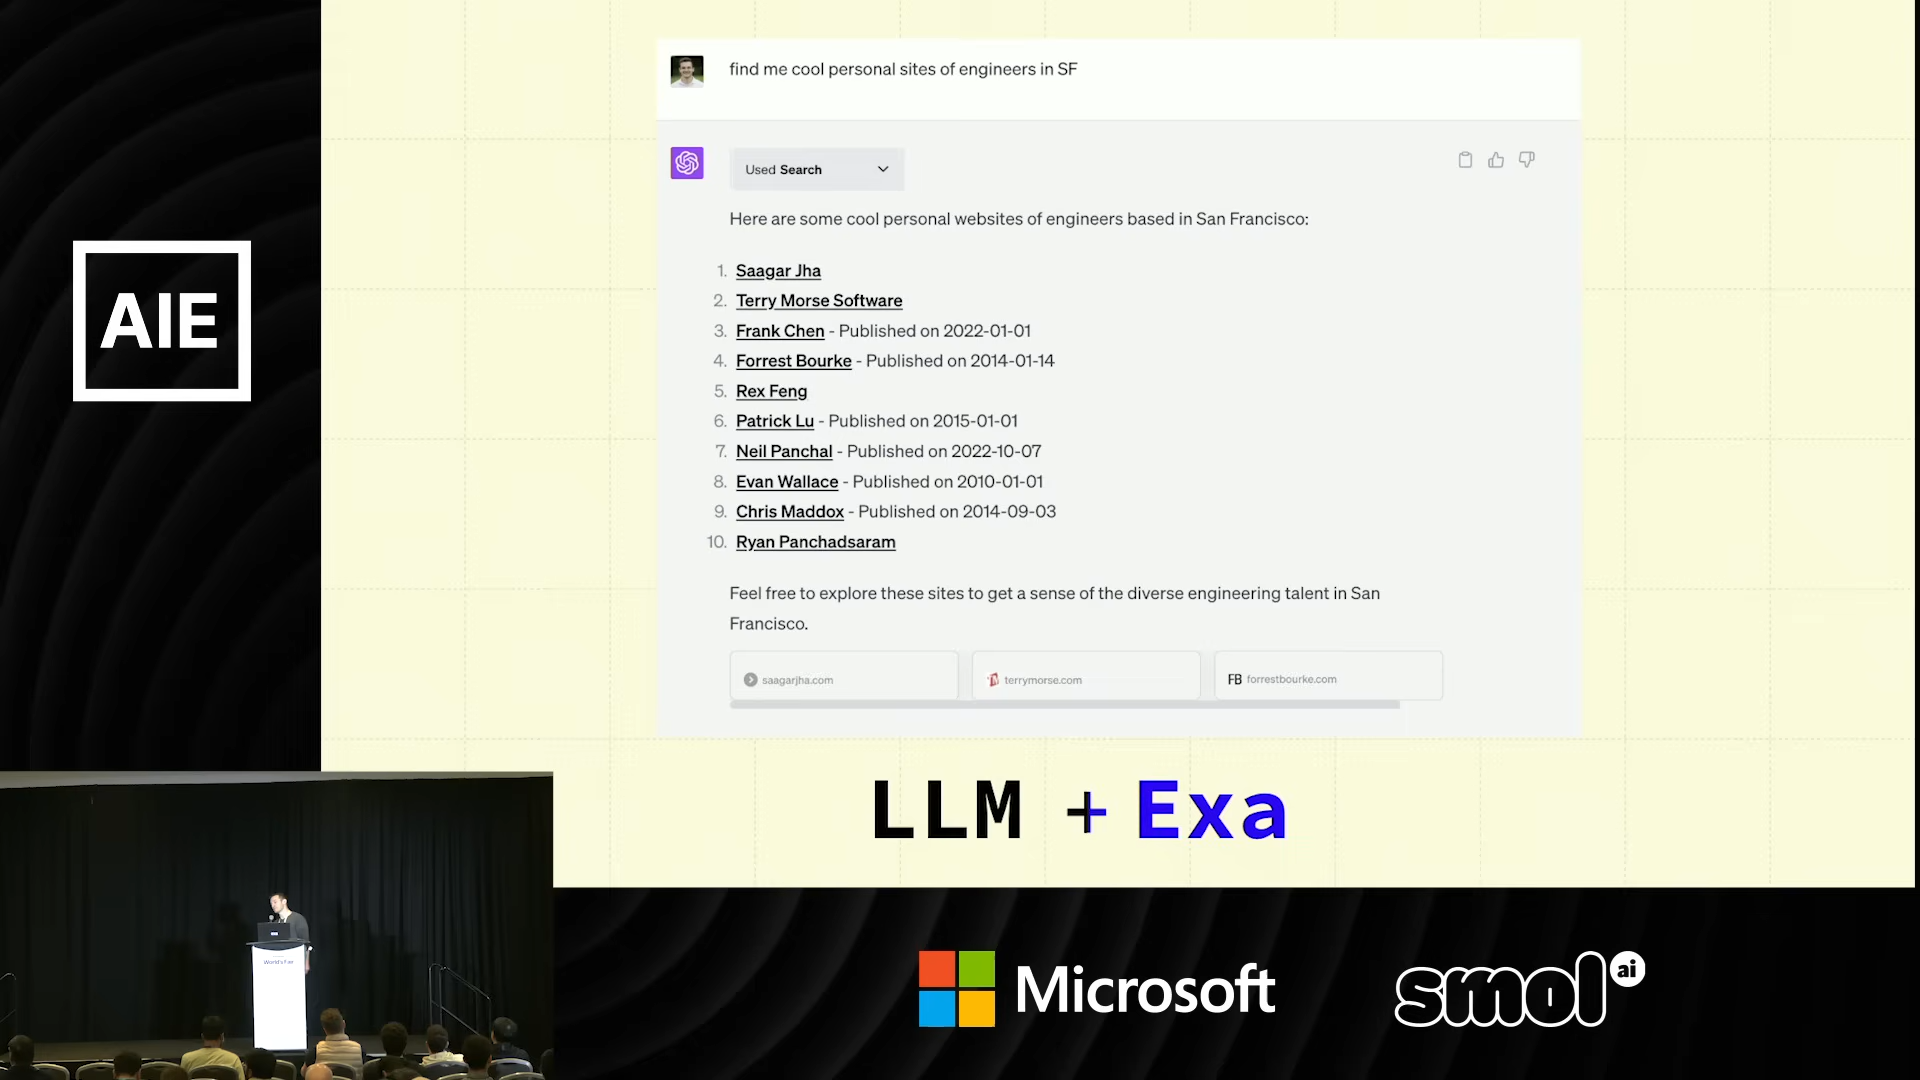 find me cool personal sites of engineers in SF
Used Search
Here are some cool personal websites of engineers based in San Francisco:
1. Saagar Jha
2. Terry Morse Software
3. Frank Chen - Published on 2022-01-01
4. Forrest Bourke - Published on 2014-01-14
5. Rex Feng
6. Patrick Lu - Published on 2015-01-01
7. Neil Panchal - Published on 2022-10-07
8. Evan Wallace - Published on 2010-01-01
9. Chris Maddox - Published on 2014-09-03
10. Ryan Panchadsaram
Feel free to explore these sites to get a sense of the diverse engineering talent in San
Francisco.
saagarjha.com
terrymorse.com
FB forrestbourke.com
LLM + Exa
AIE
World's Fair
Microsoft
smol ai